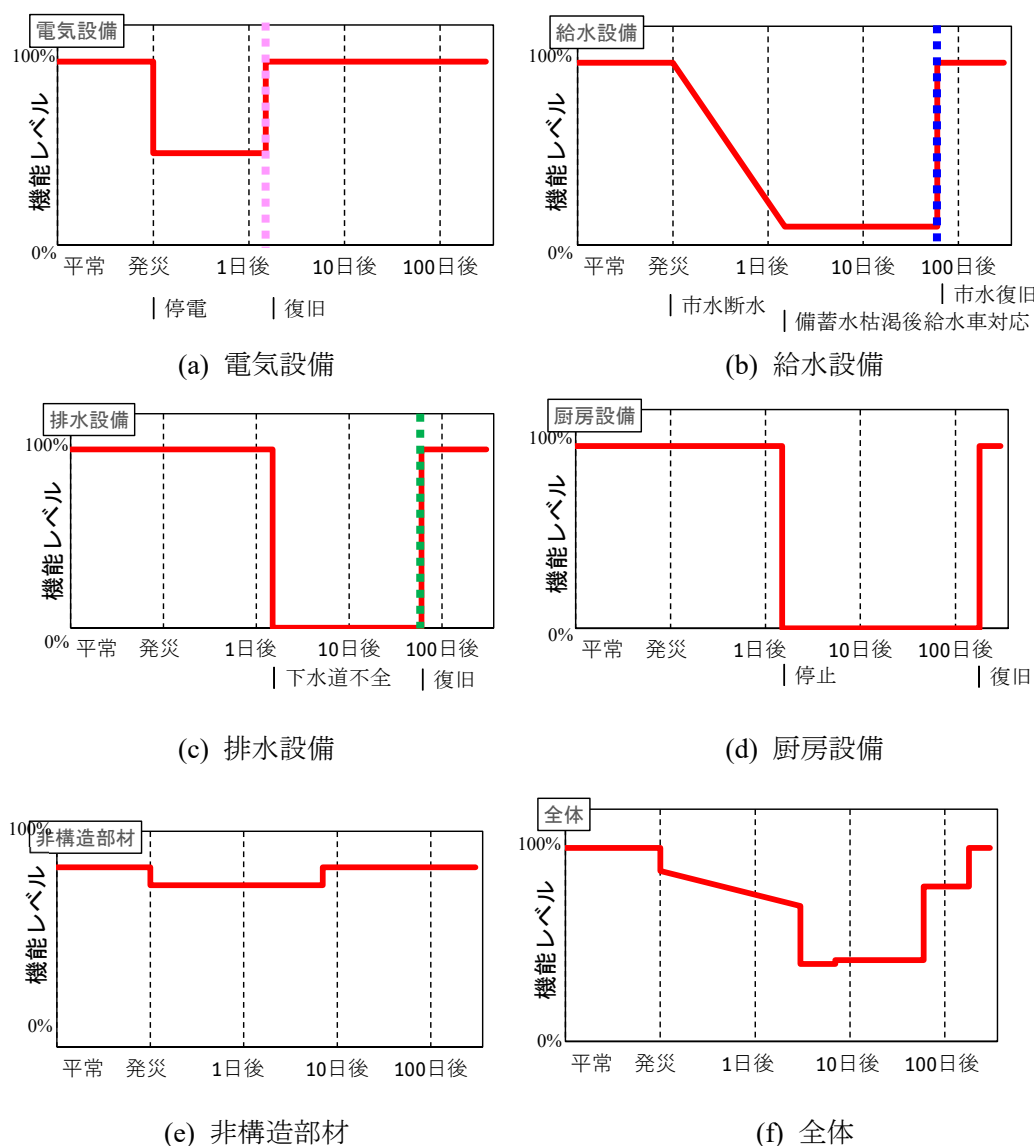 電気設備
100%
機能レベル
0%
平常 発災 1日後 10日後 100日後
停電 復旧
(a) 電気設備
給水設備
100%
機能レベル
0%
平常 発災 1日後 10日後 100日後
市水断水 市水復旧
備蓄水枯渇後給水車対応
(b) 給水設備
排水設備
100%
機能レベル
0%
平常 発災 1日後 10日後 100日後
下水道不全 復旧
(c) 排水設備
厨房設備
100%
機能レベル
0%
平常 発災 1日後 10日後 100日後
停止 復旧
(d) 厨房設備
100%
非構造部材
機能レベル
0%
平常 発災 1日後 10日後 100日後
(e) 非構造部材
全体
100%
機能レベル
0%
平常 発災 1日後 10日後 100日後
(f) 全体